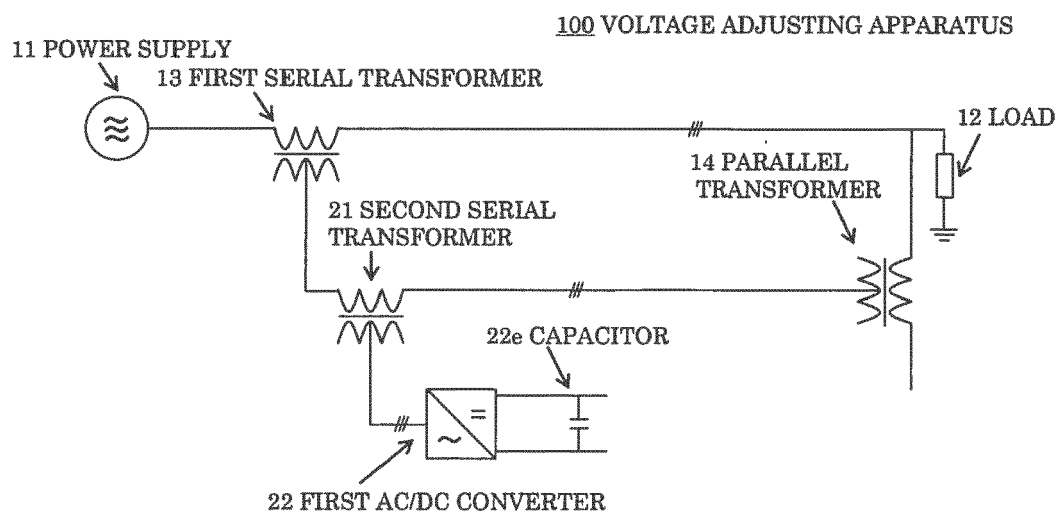 100 VOLTAGE ADJUSTING APPARATUS
11 POWER SUPPLY
13 FIRST SERIAL TRANSFORMER
12 LOAD
14 PARALLEL
TRANSFORMER
21 SECOND SERIAL
TRANSFORMER
22e CAPACITOR
22 FIRST AC/DC CONVERTER